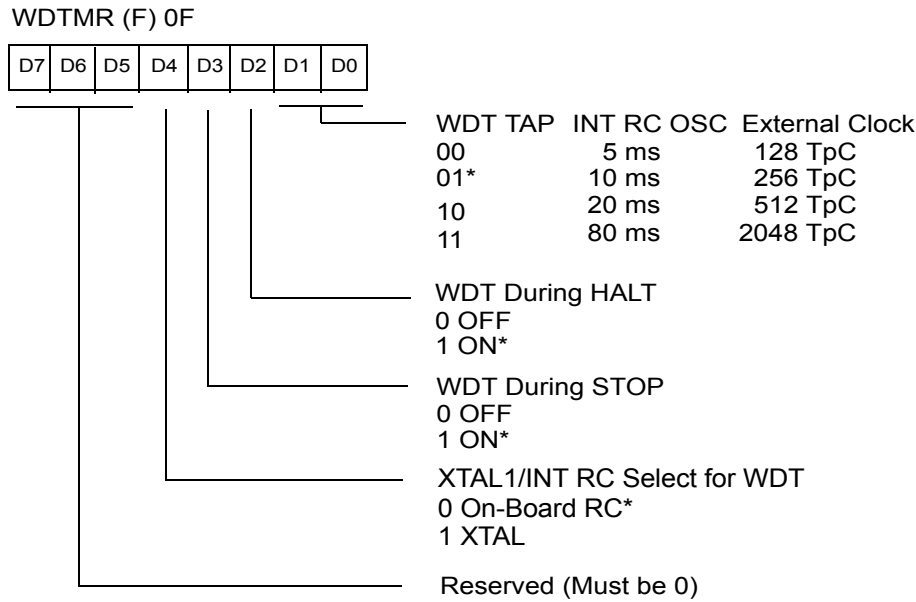 WDTMR (F) 0F
D7 D6 D5 D4 D3 D2 D1 D0
WDT TAP INT RC OSC External Clock
00 5 ms 128 TpC
01* 10 ms 256 TpC
10 20 ms 512 TpC
11 80 ms 2048 TpC
WDT During HALT
0 OFF
1 ON*
WDT During STOP
0 OFF
1 ON*
XTAL1/INT RC Select for WDT
0 On-Board RC*
1 XTAL
Reserved (Must be 0)